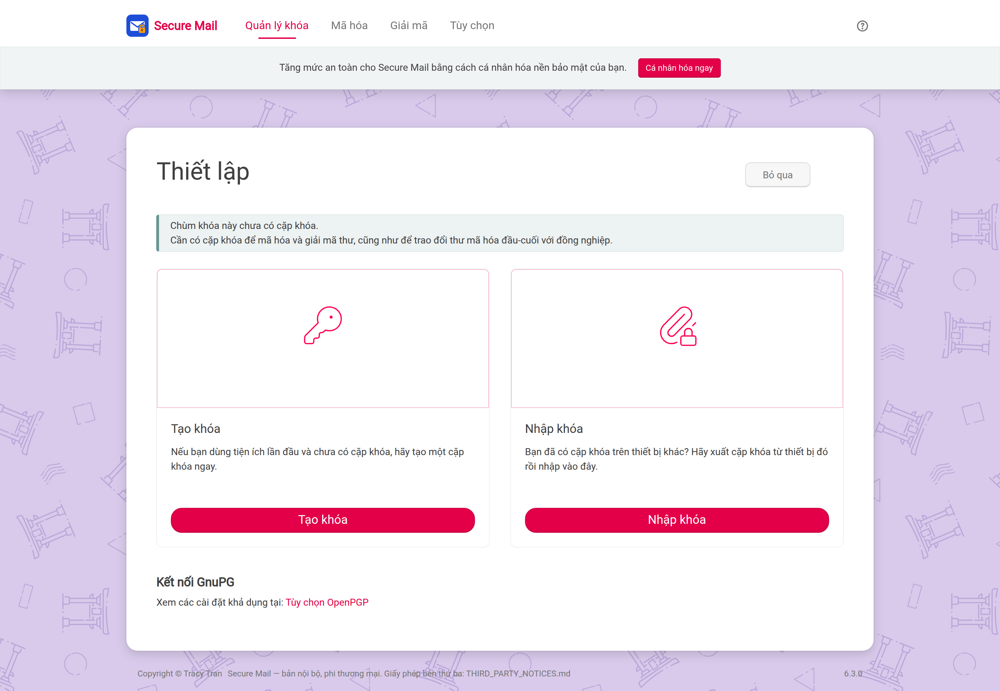 Secure Mail Quản lý khóa Mã hóa Giải mã Tùy chọn
Tăng mức an toàn cho Secure Mail bằng cách cá nhân hóa nền bảo mật của bạn. Cá nhân hóa ngay
Thiết lập
Bỏ qua
Chùm khóa này chưa có cặp khóa.
Cần có cặp khóa để mã hóa và giải mã thư, cũng như để trao đổi thư mã hóa đầu-cuối với đồng nghiệp.
Tạo khóa
Nếu bạn dùng tiện ích lần đầu và chưa có cặp khóa, hãy tạo một cặp
khóa ngay.
Tạo khóa
Nhập khóa
Bạn đã có cặp khóa trên thiết bị khác? Hãy xuất cặp khóa từ thiết bị đó
rồi nhập vào đây.
Nhập khóa
Kết nối GnuPG
Xem các cài đặt khả dụng tại: Tùy chọn OpenPGP
Copyright © Tracy Tran Secure Mail — bản nội bộ, phi thương mại. Giấy phép bên thứ ba: THIRD_PARTY_NOTICES.md
6.3.0